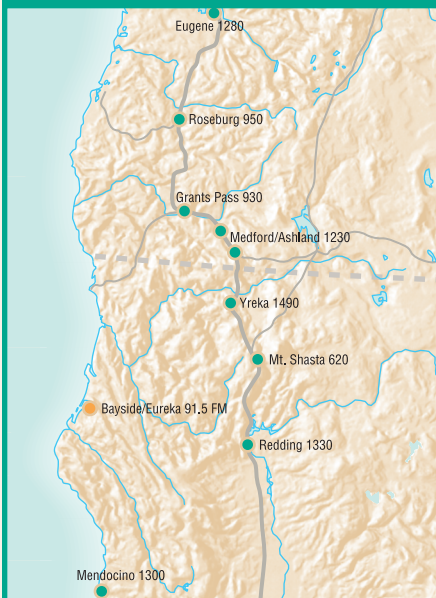 Eugene 1280
Roseburg 950
Grants Pass 930
Medford/Ashland 1230
Yreka 1490
Mt. Shasta 620
Bayside/Eureka 91.5 FM
Redding 1330
Mendocino 1300